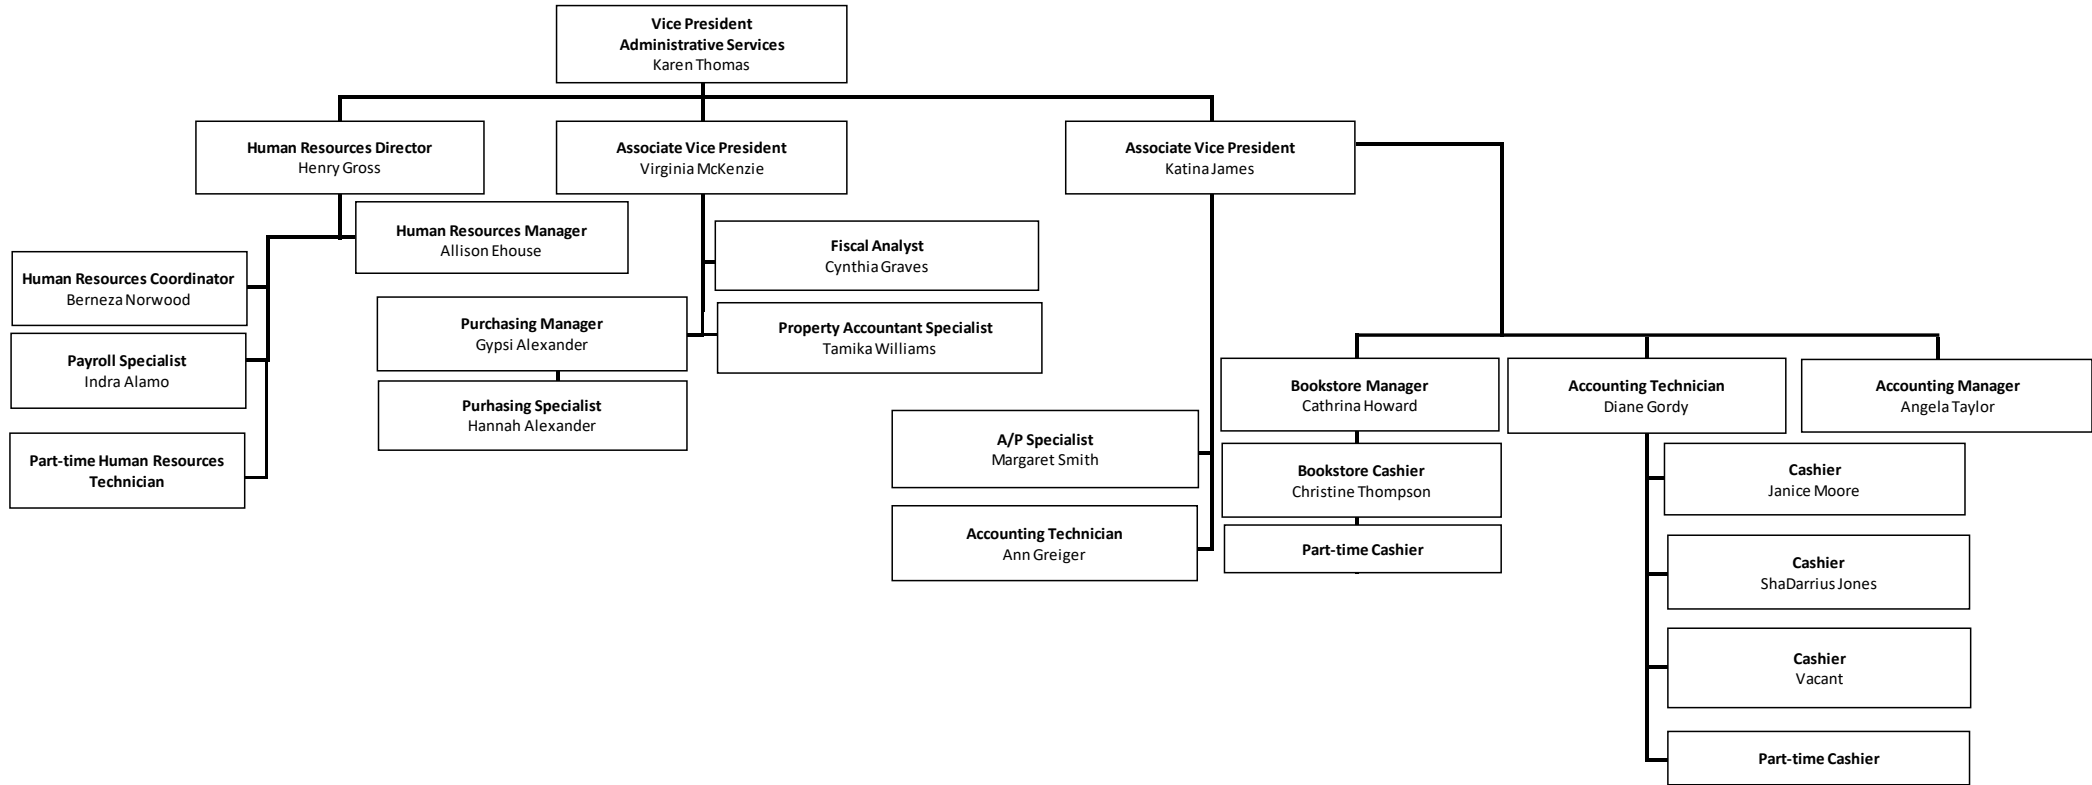 Vice President
Administrative Services
Karen Thomas
Human Resources Director
Henry Gross
Associate Vice President
Virginia McKenzie
Associate Vice President
Katina James
Human Resources Manager
Allison Ehouse
Human Resources Coordinator
Berneza Norwood
Payroll Specialist
Indra Alamo
Part-time Human Resources
Technician
Fiscal Analyst
Cynthia Graves
Purchasing Manager
Gypsi Alexander
Property Accountant Specialist
Tamika Williams
Purhasing Specialist
Hannah Alexander
A/P Specialist
Margaret Smith
Accounting Technician
Ann Greiger
Bookstore Manager
Cathrina Howard
Bookstore Cashier
Christine Thompson
Part-time Cashier
Accounting Technician
Diane Gordy
Accounting Manager
Angela Taylor
Cashier
Janice Moore
Cashier
ShaDarrius Jones
Cashier
Vacant
Part-time Cashier